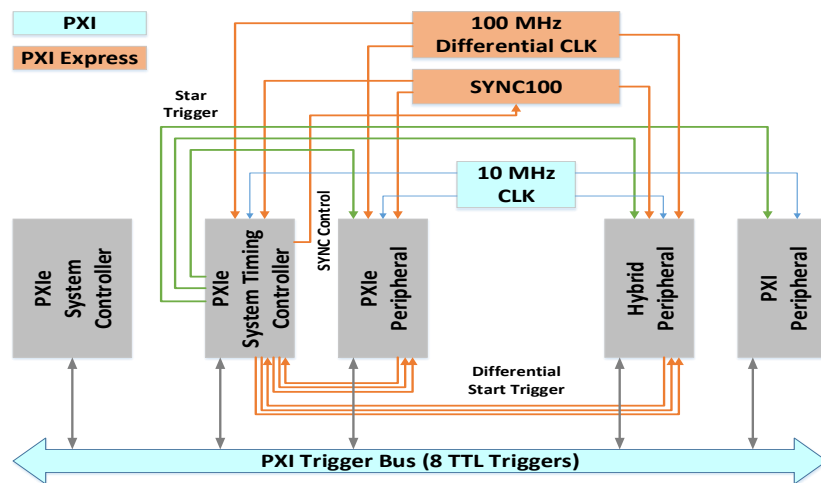 PXI
PXI Express
100 MHz
Differential CLK
SYNC100
Star
Trigger
10 MHz
CLK
SYNC Control
PXIe
System
Controller
PXIe
System Timing
Controller
PXIe
Peripheral
Hybrid
Peripheral
PXI
Peripheral
Differential
Start Trigger
PXI Trigger Bus (8 TTL Triggers)